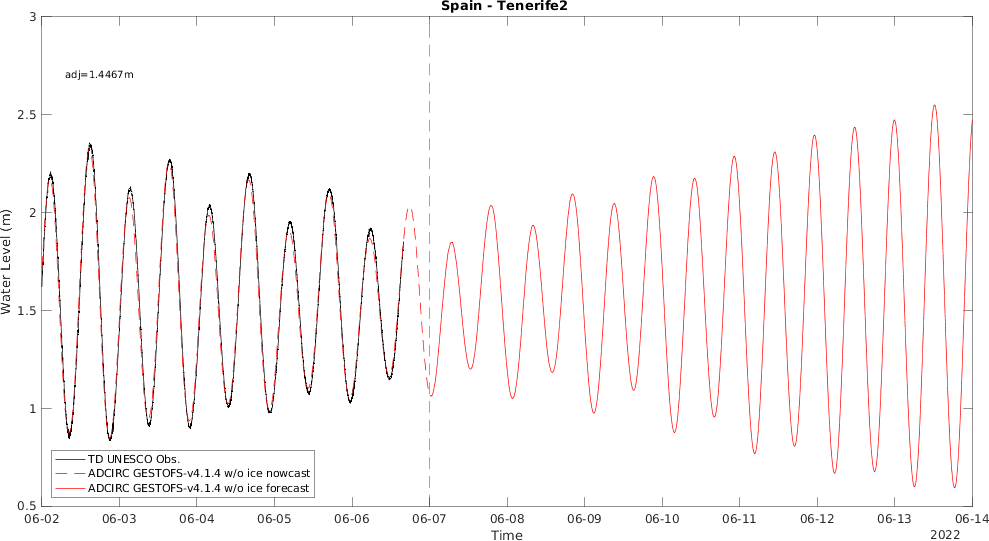 Spain - Tenerife2
3
2.5
2
1.5
1
0.5
Water Level (m)
adj=1.4467m
TD UNESCO Obs.
ADCIRC GESTOFS-v4.1.4 w/o ice nowcast
ADCIRC GESTOFS-v4.1.4 w/o ice forecast
06-02 06-03 06-04 06-05 06-06 06-07 06-08 06-09 06-10 06-11 06-12 06-13 06-14
Time
2022